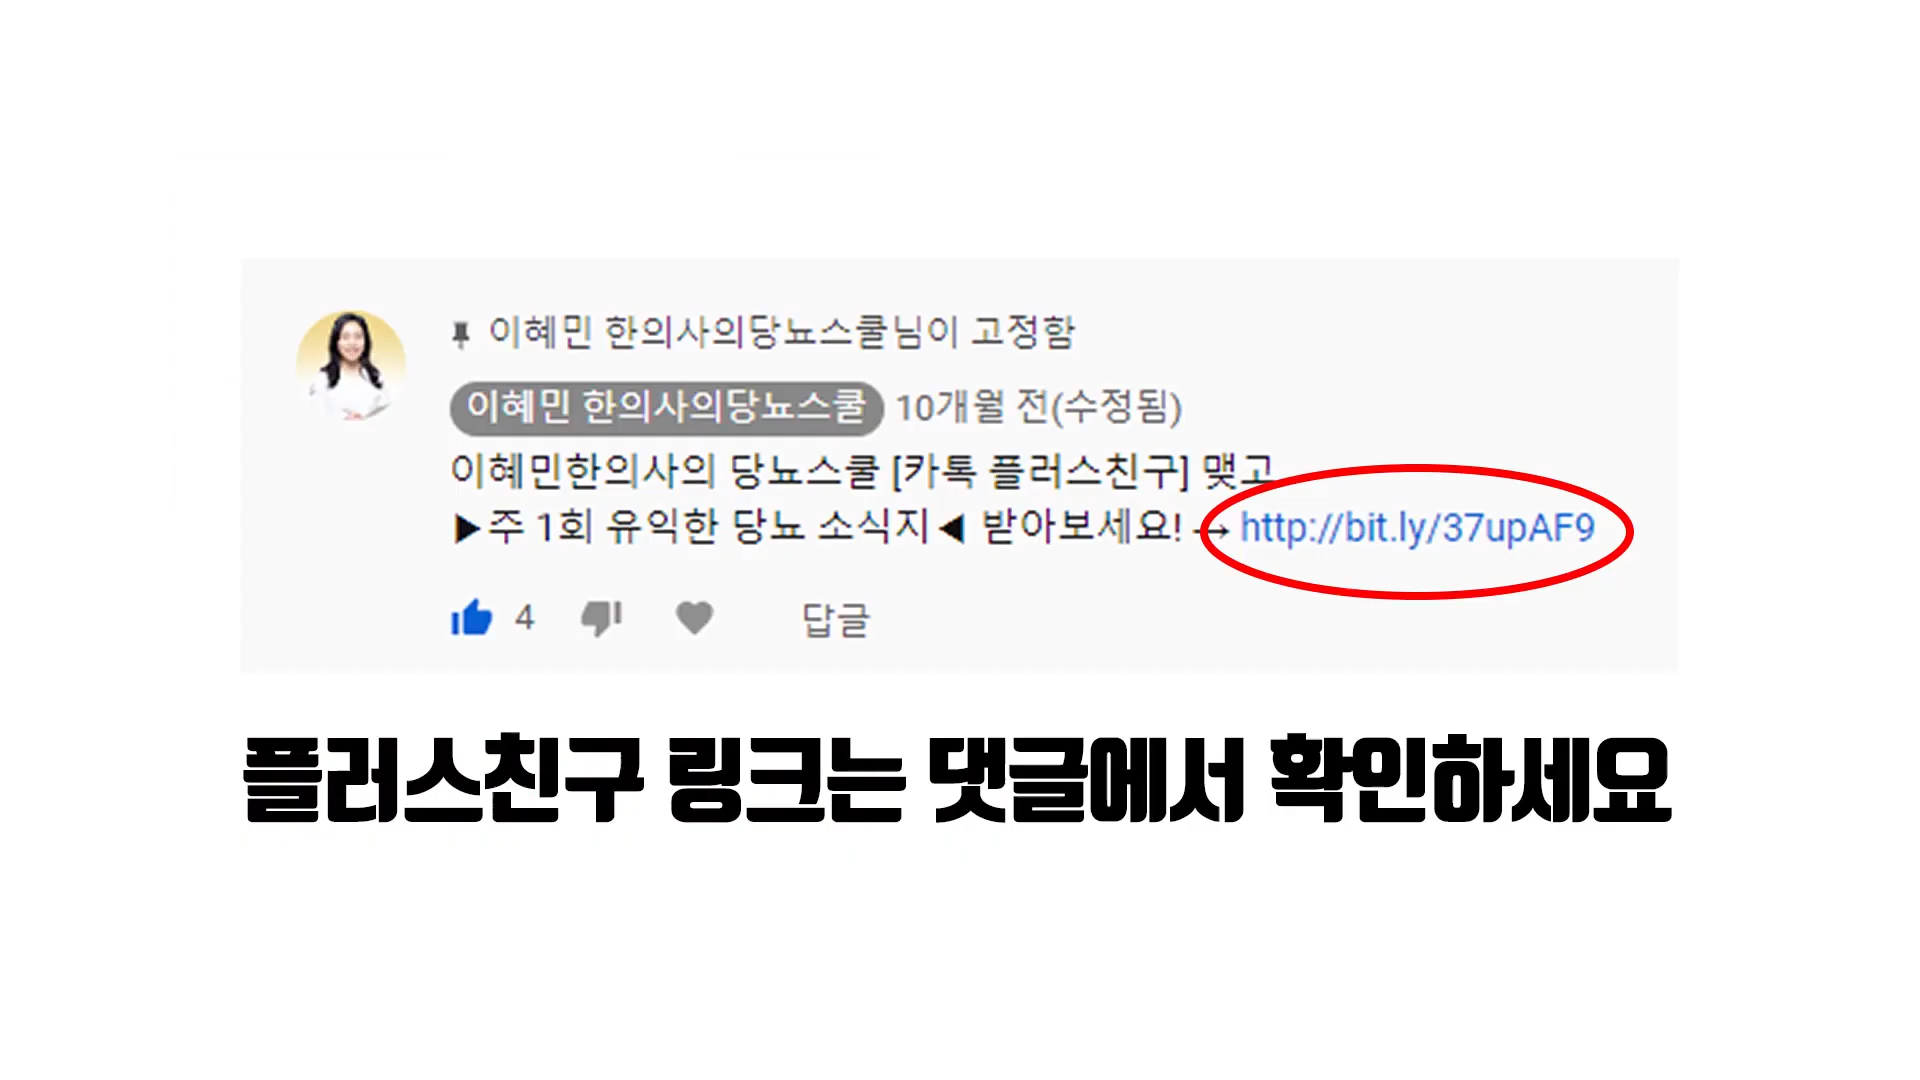 이혜민 한의사의당뇨스쿨님이 고정함
이혜민 한의사의당뇨스쿨 10개월 전(수정됨)
이혜민한의사의 당뇨스쿨 [카톡 플러스친구] 맺고
▶주 1회 유익한 당뇨 소식지◀ 받아보세요! → http://bit.ly/37upAF9
4 답글
플러스친구 링크는 댓글에서 확인하세요